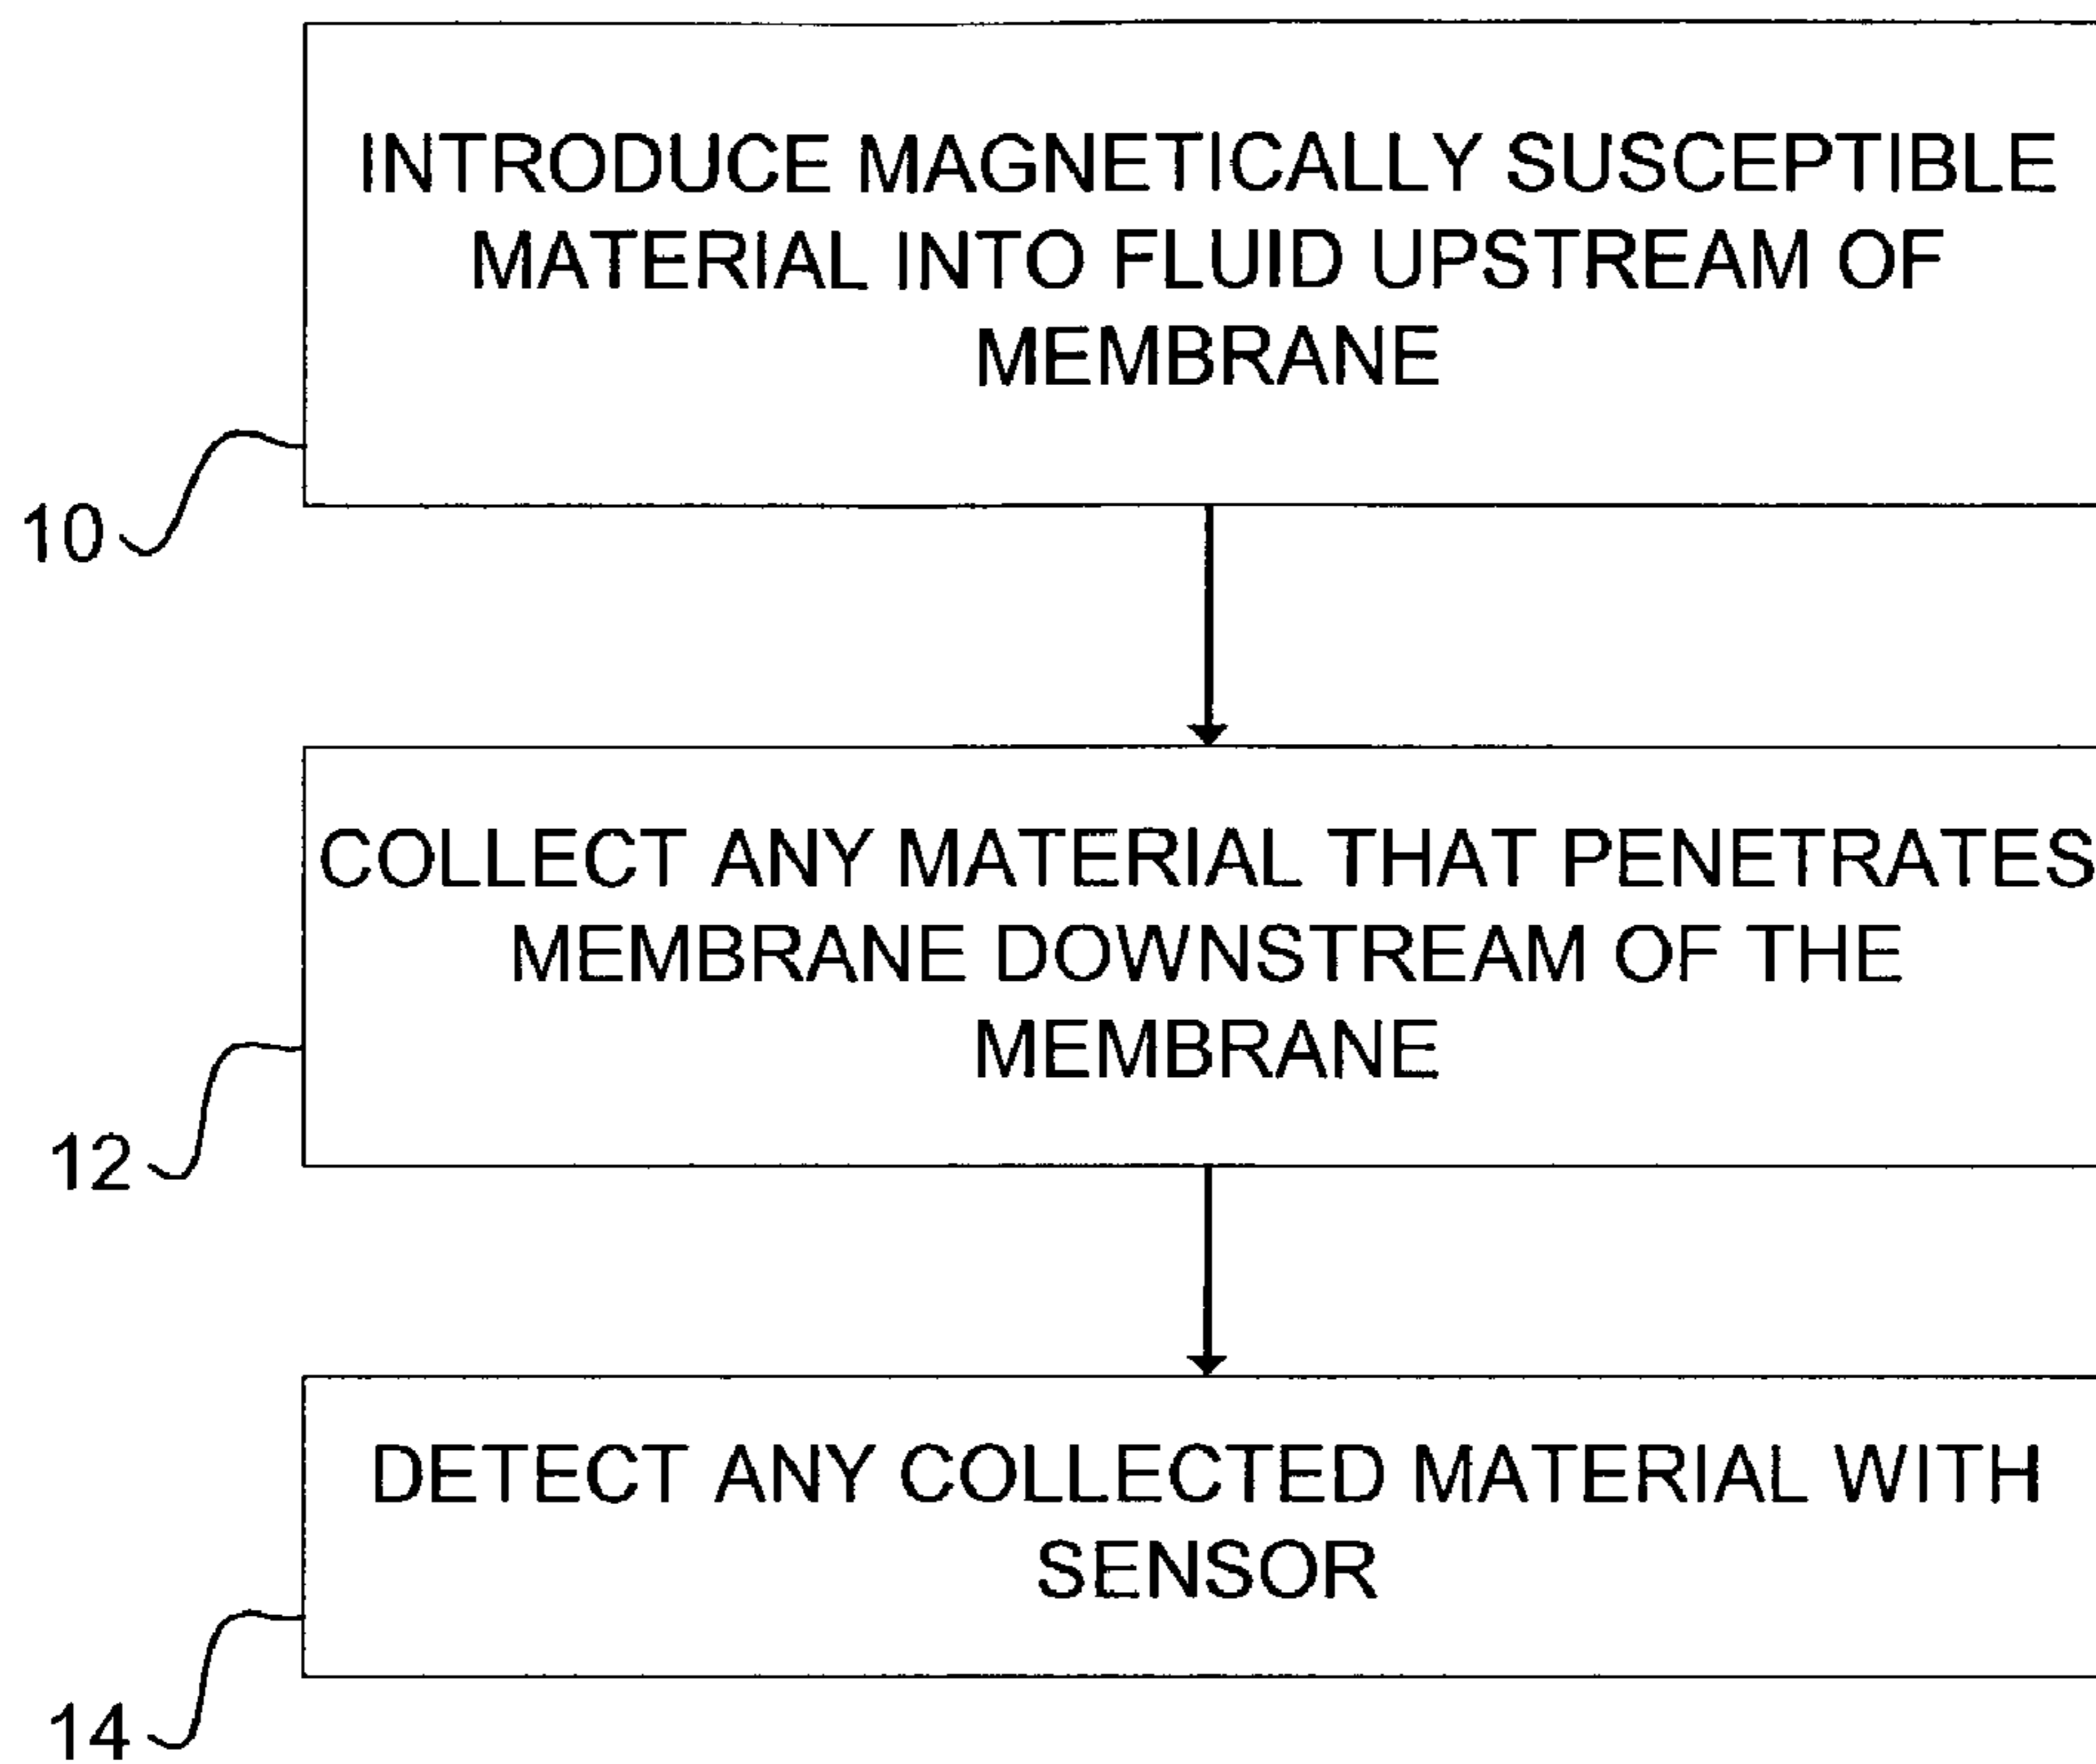 INTRODUCE MAGNETICALLY SUSCEPTIBLE
MATERIAL INTO FLUID UPSTREAM OF
MEMBRANE
10
COLLECT ANY MATERIAL THAT PENETRATES
MEMBRANE DOWNSTREAM OF THE
MEMBRANE
12
DETECT ANY COLLECTED MATERIAL WITH
SENSOR
14